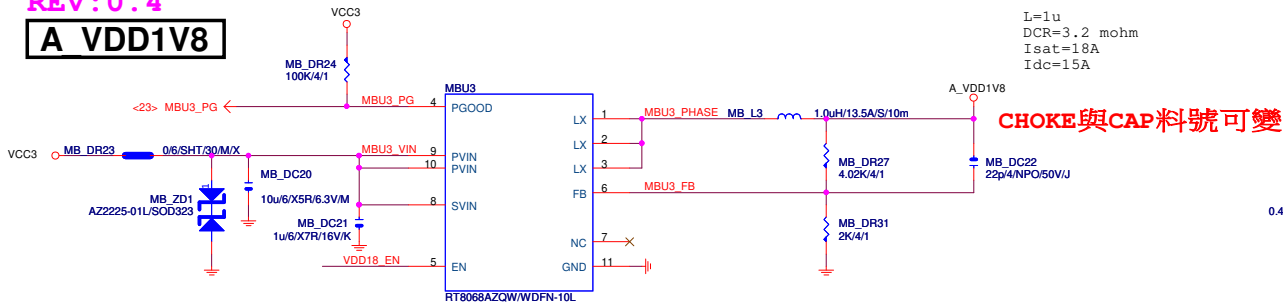 REV:0.4
A_VDD1V8
VCC3
MB_DR24
100K/4/1
<23> MBU3_PG
MBU3_PG
4
PGOOD
MBU3
LX
1
MBU3_PHASE
MB_L3
1.0uH/13.5A/S/10m
LX
2
LX
3
FB
6
MBU3_FB
NC
7
GND
11
VCC3
MB_DR23
0/6/SHT/30/M/X
MBU3_VIN
9
PVIN
10
PVIN
8
SVIN
VDD18_EN
5
EN
RT8068AZQW/WDFN-10L
1
MB_ZD1
AZ2225-01L/SOD323
MB_DC20
10u/6/X5R/6.3V/M
MB_DC21
1u/6/X7R/16V/K
MB_DR27
4.02K/4/1
MB_DR31
2K/4/1
A_VDD1V8
MB_DC22
22p/4/NPO/50V/J
L=1u
DCR=3.2 mohm
Isat=18A
Idc=15A
CHOKE與CAP料號可變
0.4